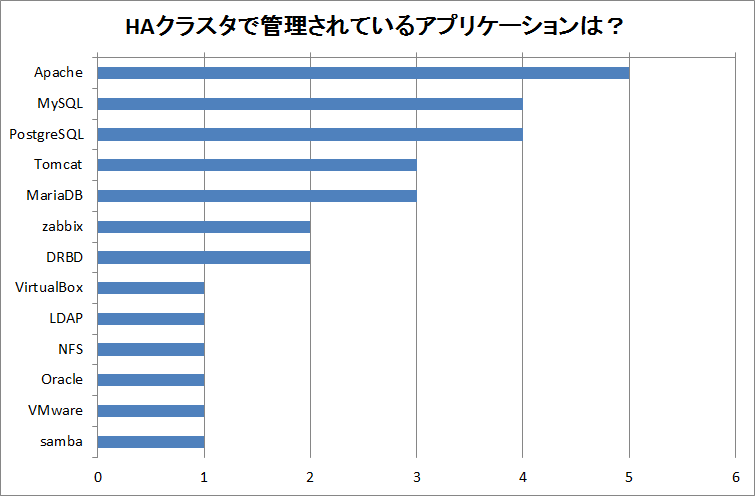 HAクラスタで管理されているアプリケーションは？
Apache
MySQL
PostgreSQL
Tomcat
MariaDB
zabbix
DRBD
VirtualBox
LDAP
NFS
Oracle
VMware
samba
0 1 2 3 4 5 6